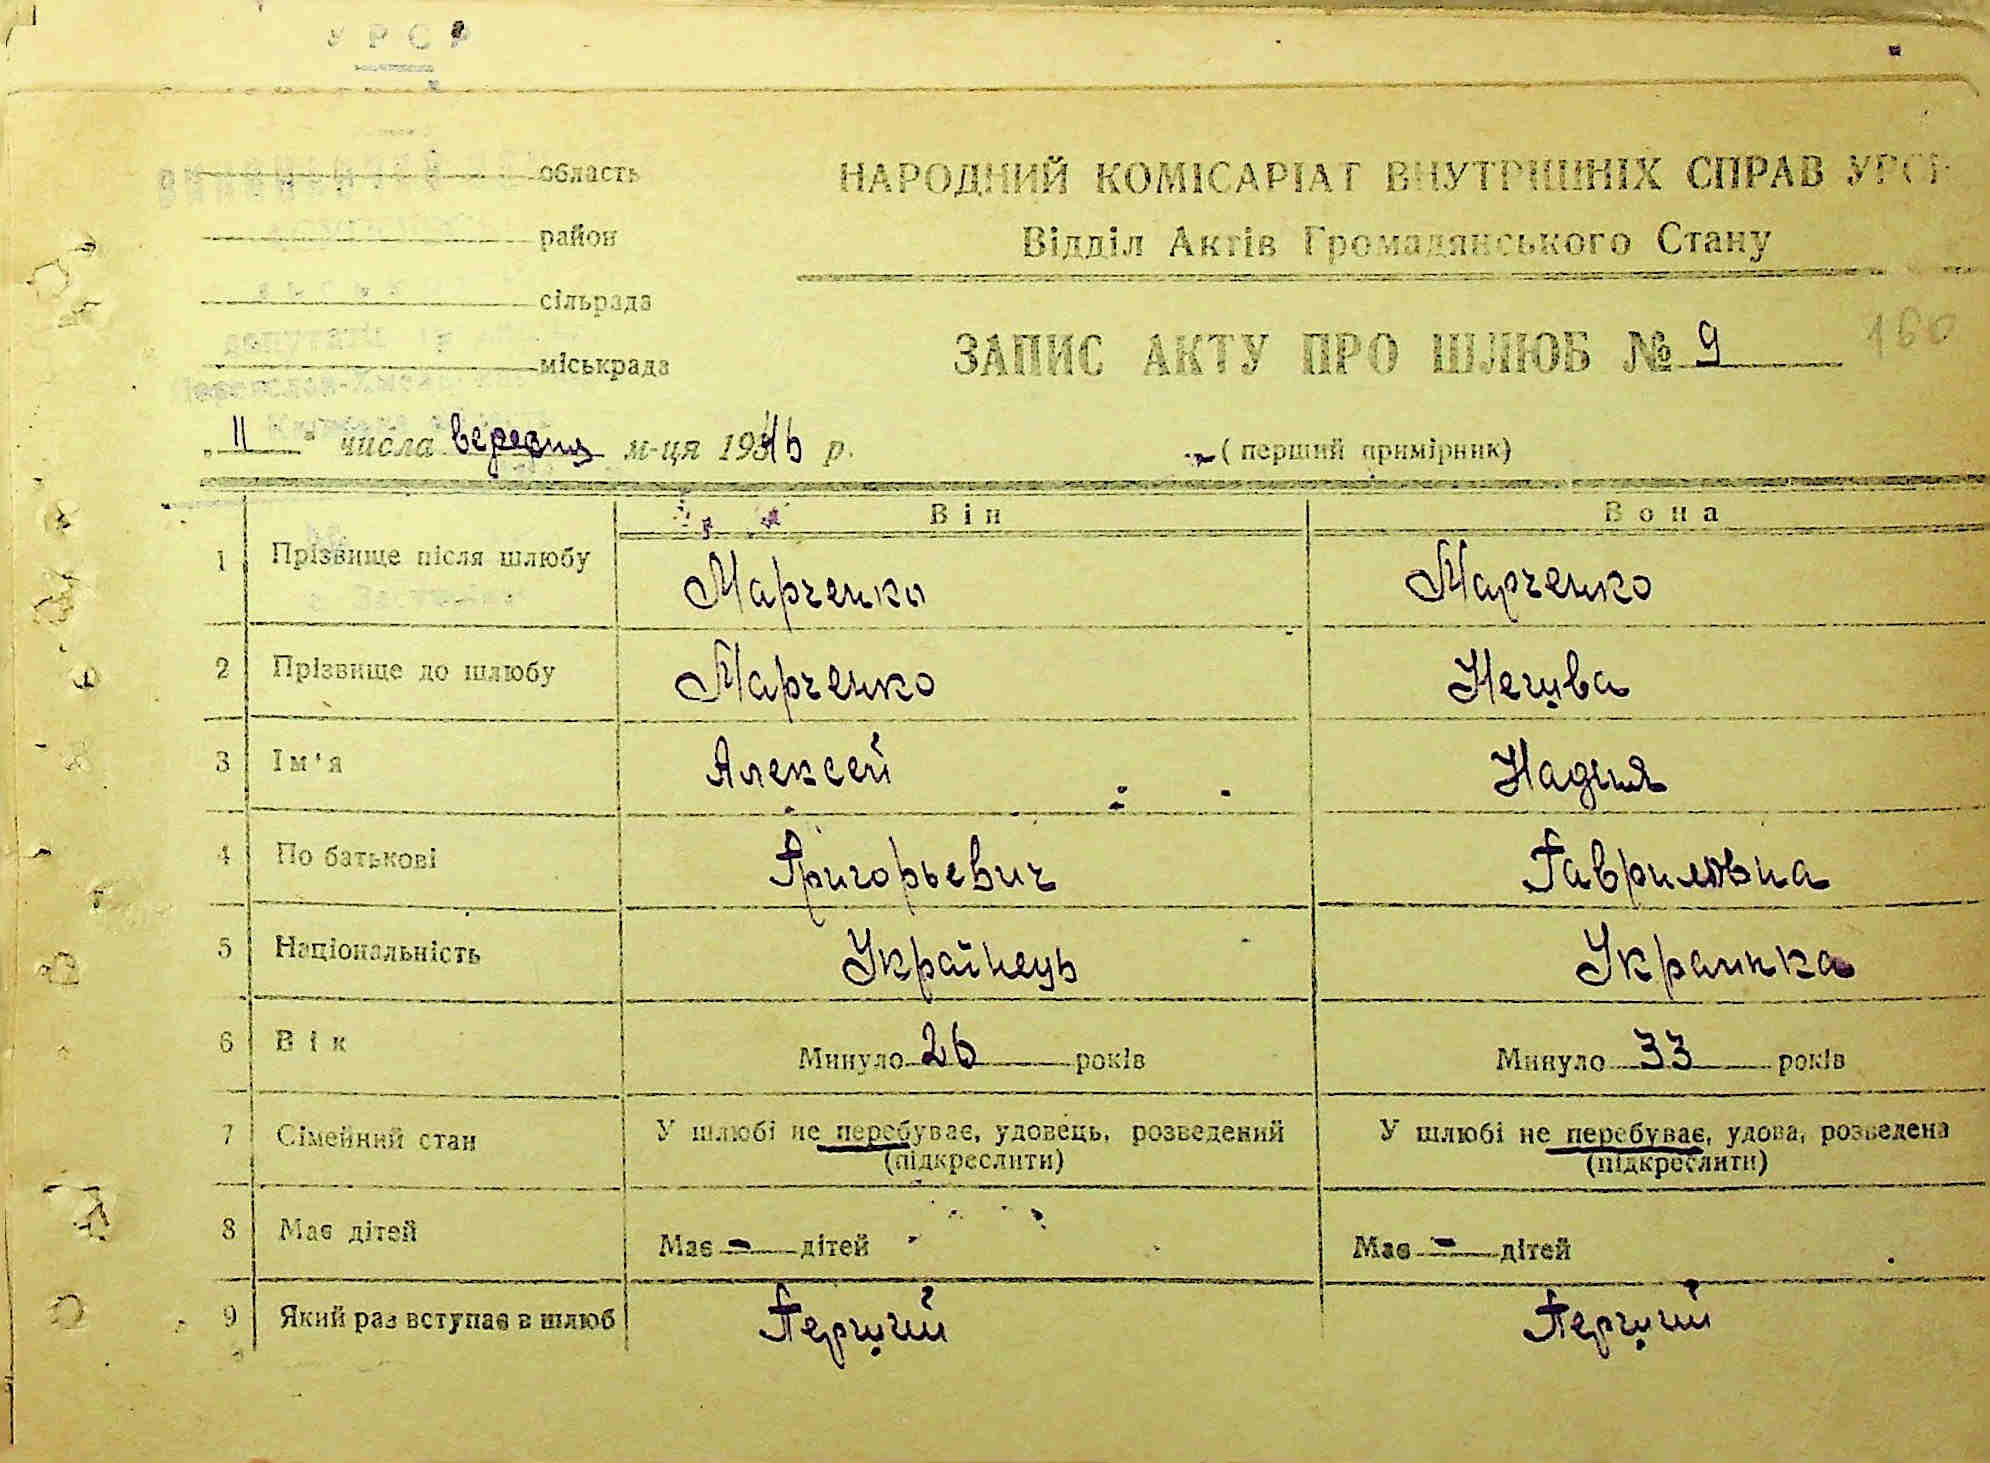 УРСР
область
НАРОДНИЙ КОМІСАРІАТ ВНУТРІШНІХ СПРАВ УРСР
район
Відділ Актів Громадянського Стану
сільрада
ЗАПИС АКТУ ПРО ШЛЮБ № 9
160
міськрада
„11" числа вересня м-ця 1946 р.
(перший примірник)
Він Вона
1 Прізвище після шлюбу Марченко Марченко
2 Прізвище до шлюбу Марченко
3 Ім'я Алексей Надия
4 По батькові Григорьевич Гавриловна
5 Національність Українець Украинка
6 Вік Минуло 26 років Минуло 33 років
7 Сімейний стан У шлюбі не перебуває, удовець, розведений У шлюбі не перебуває, удова, розведена
(підкреслити) (підкреслити)
8 Має дітей Має - дітей Має - дітей
9 Який раз вступає в шлюб Перший Перший